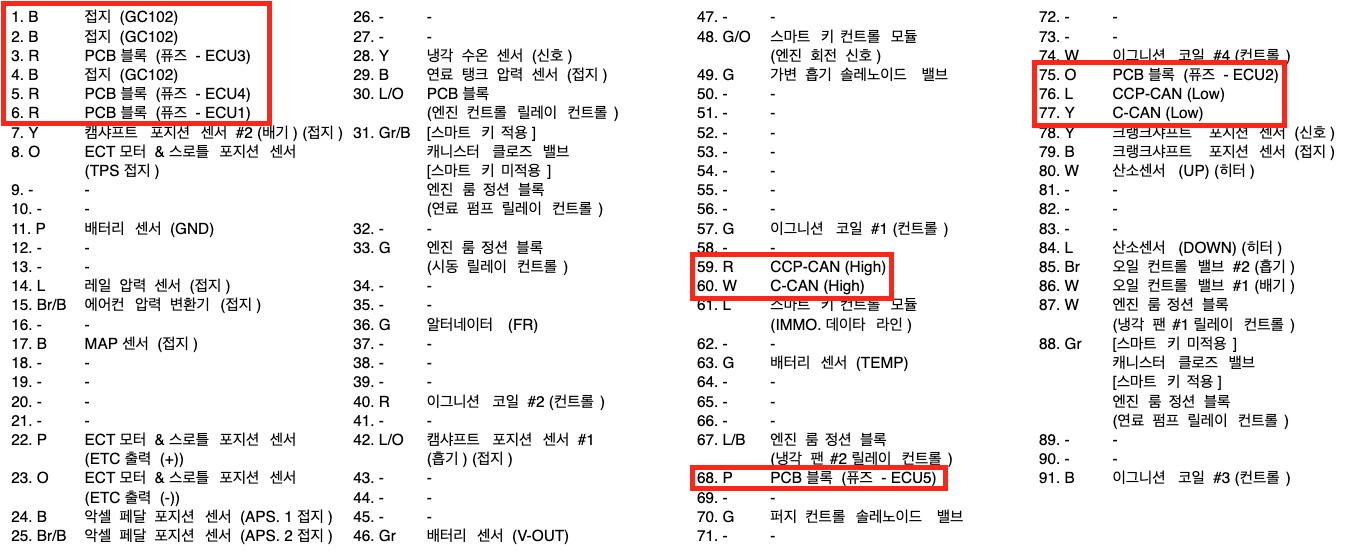 1. B 접지 (GC102)
2. B 접지 (GC102)
3. R PCB 블록 (퓨즈 - ECU3)
4. B 접지 (GC102)
5. R PCB 블록 (퓨즈 - ECU4)
6. R PCB 블록 (퓨즈 - ECU1)
7. Y 캠샤프트 포지션 센서 #2 (배기) (접지)
8. O ECT 모터 & 스로틀 포지션 센서
(TPS 접지)
9. - -
10. - -
11. P 배터리 센서 (GND)
12. - -
13. - -
14. L 레일 압력 센서 (접지)
15. Br/B 에어컨 압력 변환기 (접지)
16. - -
17. B MAP 센서 (접지)
18. - -
19. - -
20. - -
21. - -
22. P ECT 모터 & 스로틀 포지션 센서
(ETC 출력 (+))
23. O ECT 모터 & 스로틀 포지션 센서
(ETC 출력 (-))
24. B 악셀 페달 포지션 센서 (APS. 1 접지)
25. Br/B 악셀 페달 포지션 센서 (APS. 2 접지)
26. - -
27. - -
28. Y 냉각 수온 센서 (신호)
29. B 연료 탱크 압력 센서 (접지)
30. L/O PCB 블록
(엔진 컨트롤 릴레이 컨트롤)
31. Gr/B [스마트 키 적용]
캐니스터 클로즈 밸브
[스마트 키 미적용]
엔진 룸 정션 블록
(연료 펌프 릴레이 컨트롤)
32. - -
33. G 엔진 룸 정션 블록
(시동 릴레이 컨트롤)
34. - -
35. - -
36. G 알터네이터 (FR)
37. - -
38. - -
39. - -
40. R 이그니션 코일 #2 (컨트롤)
41. - -
42. L/O 캠샤프트 포지션 센서 #1
(흡기) (접지)
43. - -
44. - -
45. - -
46. Gr 배터리 센서 (V-OUT)
47. - -
48. G/O 스마트 키 컨트롤 모듈
(엔진 회전 신호)
49. G 가변 흡기 솔레노이드 밸브
50. - -
51. - -
52. - -
53. - -
54. - -
55. - -
56. - -
57. G 이그니션 코일 #1 (컨트롤)
58. - -
59. R CCP-CAN (High)
60. W C-CAN (High)
61. L 스마트 키 컨트롤 모듈
(IMMO. 데이타 라인)
62. - -
63. G 배터리 센서 (TEMP)
64. - -
65. - -
66. - -
67. L/B 엔진 룸 정션 블록
(냉각 팬 #2 릴레이 컨트롤)
68. P PCB 블록 (퓨즈 - ECU5)
69. - -
70. G 퍼지 컨트롤 솔레노이드 밸브
71. - -
72. - -
73. - -
74. W 이그니션 코일 #4 (컨트롤)
75. O PCB 블록 (퓨즈 - ECU2)
76. L CCP-CAN (Low)
77. Y C-CAN (Low)
78. Y 크랭크샤프트 포지션 센서 (신호)
79. B 크랭크샤프트 포지션 센서 (접지)
80. W 산소센서 (UP) (히터)
81. - -
82. - -
83. - -
84. L 산소센서 (DOWN) (히터)
85. Br 오일 컨트롤 밸브 #2 (흡기)
86. W 오일 컨트롤 밸브 #1 (배기)
87. W 엔진 룸 정션 블록
(냉각 팬 #1 릴레이 컨트롤)
88. Gr [스마트 키 미적용]
캐니스터 클로즈 밸브
[스마트 키 적용]
엔진 룸 정션 블록
(연료 펌프 릴레이 컨트롤)
89. - -
90. - -
91. B 이그니션 코일 #3 (컨트롤)